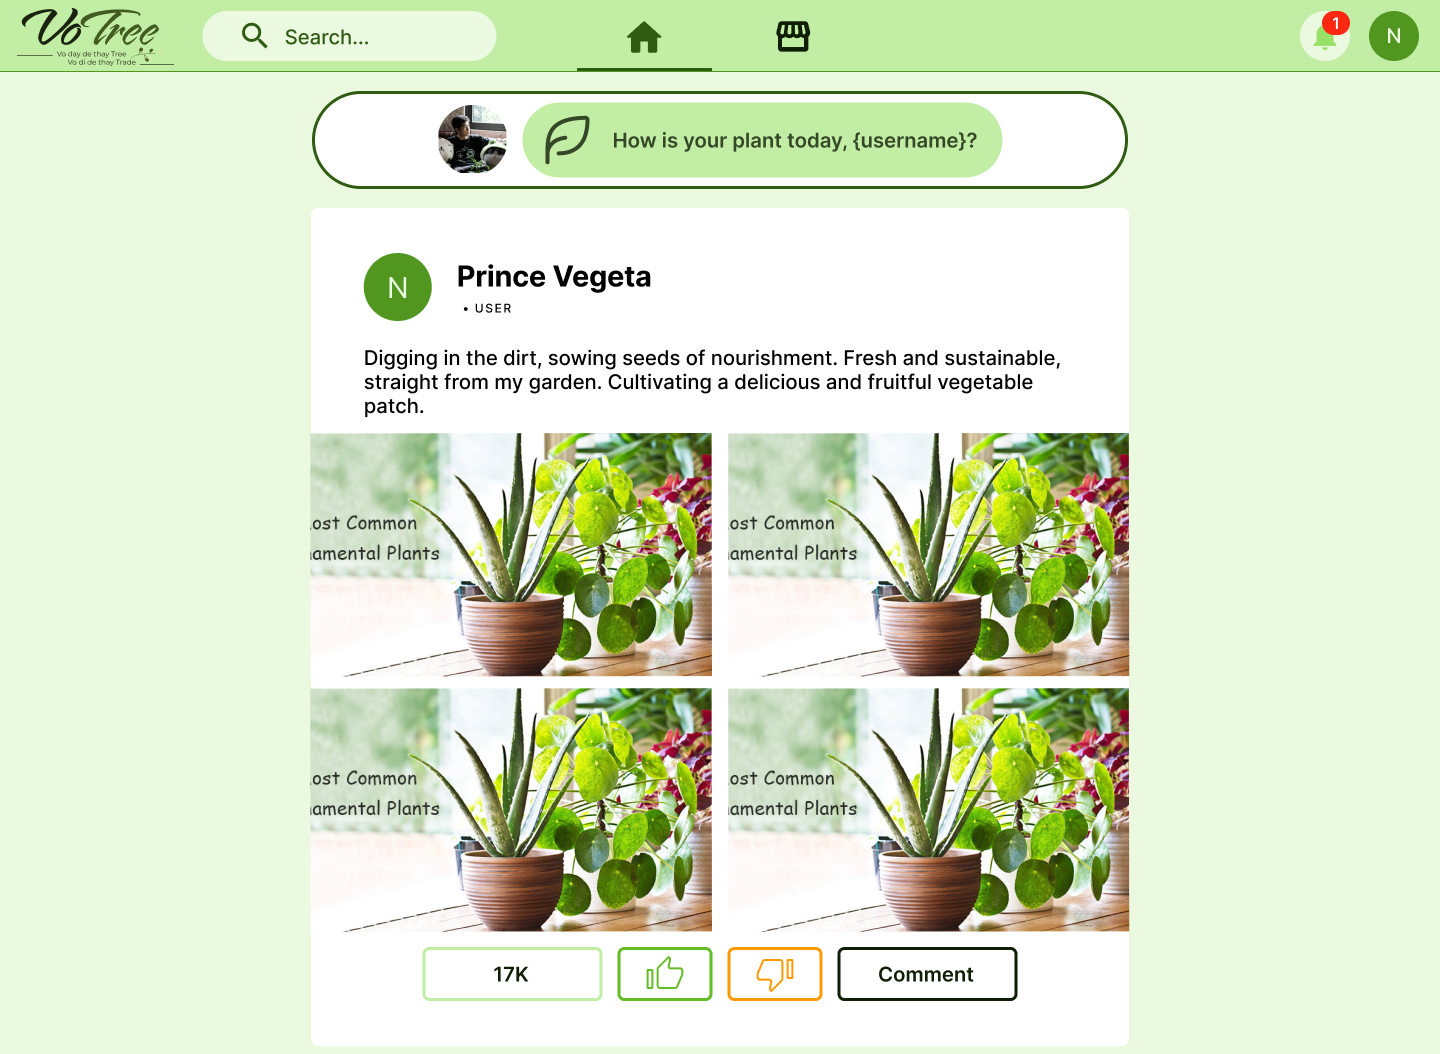 Vo Tree
Vo day de thay Tree
Vo di de thay Trade
Search...
1
N
How is your plant today, {username}?
N
Prince Vegeta
• USER
Digging in the dirt, sowing seeds of nourishment. Fresh and sustainable,
straight from my garden. Cultivating a delicious and fruitful vegetable
patch.
ost Common
amental Plants
ost Common
amental Plants
ost Common
amental Plants
ost Common
amental Plants
17K
Comment